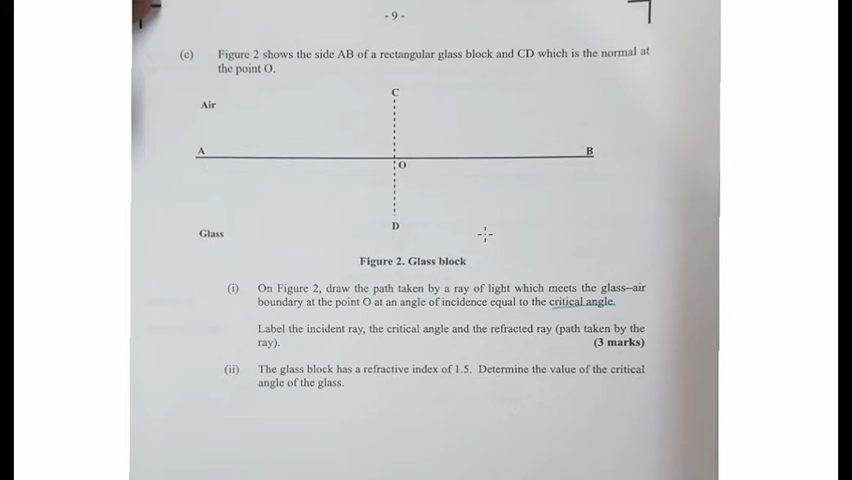 - 9 -
(c) Figure 2 shows the side AB of a rectangular glass block and CD which is the normal at
the point O.
C
Air
A
B
O
D
Glass
Figure 2. Glass block
(i) On Figure 2, draw the path taken by a ray of light which meets the glass–air
boundary at the point O at an angle of incidence equal to the critical angle.
Label the incident ray, the critical angle and the refracted ray (path taken by the
ray). (3 marks)
(ii) The glass block has a refractive index of 1.5. Determine the value of the critical
angle of the glass.